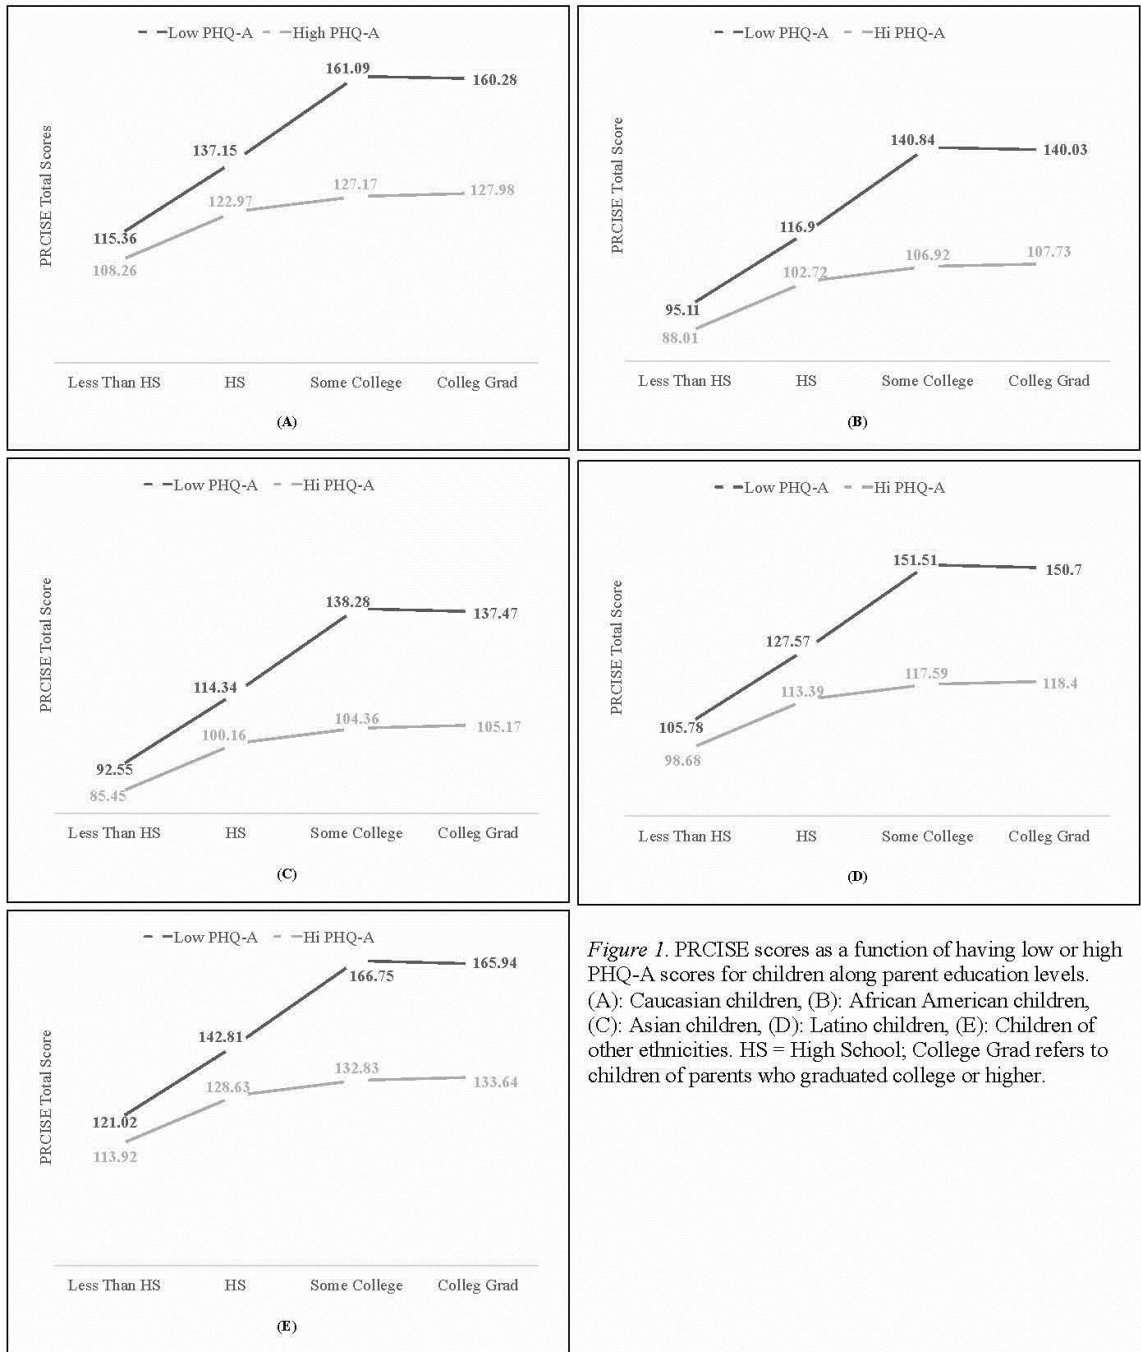 Low PHQ-A High PHQ-A
PRCISE Total Scores
161.09
160.28
137.15
127.17
127.98
122.97
115.36
108.26
Less Than HS HS Some College Colleg Grad
(A)
Low PHQ-A Hi PHQ-A
PRCISE Total Score
140.84
140.03
116.9
106.92
107.73
102.72
95.11
88.01
Less Than HS HS Some College Colleg Grad
(B)
Low PHQ-A Hi PHQ-A
PRCISE Total Score
138.28
137.47
114.34
104.36
105.17
100.16
92.55
85.45
Less Than HS HS Some College Colleg Grad
(C)
Low PHQ-A Hi PHQ-A
PRCISE Total Score
151.51
150.7
127.57
117.59
118.4
113.39
105.78
98.68
Less Than HS HS Some College Colleg Grad
(D)
Low PHQ-A Hi PHQ-A
PRCISE Total Score
166.75
165.94
142.81
132.83
133.64
128.63
121.02
113.92
Less Than HS HS Some College Colleg Grad
(E)
Figure 1. PRCISE scores as a function of having low or high
PHQ-A scores for children along parent education levels.
(A): Caucasian children, (B): African American children,
(C): Asian children, (D): Latino children, (E): Children of
other ethnicities. HS = High School; College Grad refers to
children of parents who graduated college or higher.